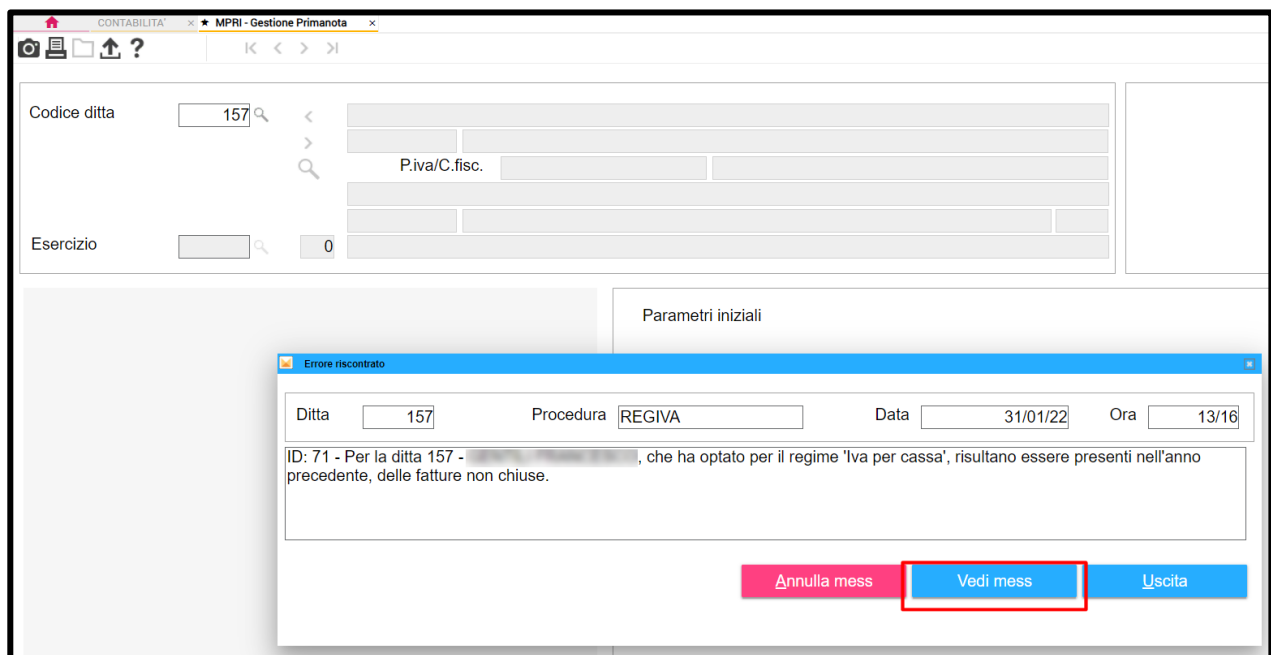 CONTABILITA' × ★ MPRI - Gestione Primanota ×
?
Codice ditta 157
P.iva/C.fisc.
Esercizio 0
Parametri iniziali
Errore riscontrato
Ditta 157 Procedura REGIVA Data 31/01/22 Ora 13/16
ID: 71 - Per la ditta 157 - , che ha optato per il regime 'Iva per cassa', risultano essere presenti nell'anno
precedente, delle fatture non chiuse.
Annulla mess Vedi mess Uscita